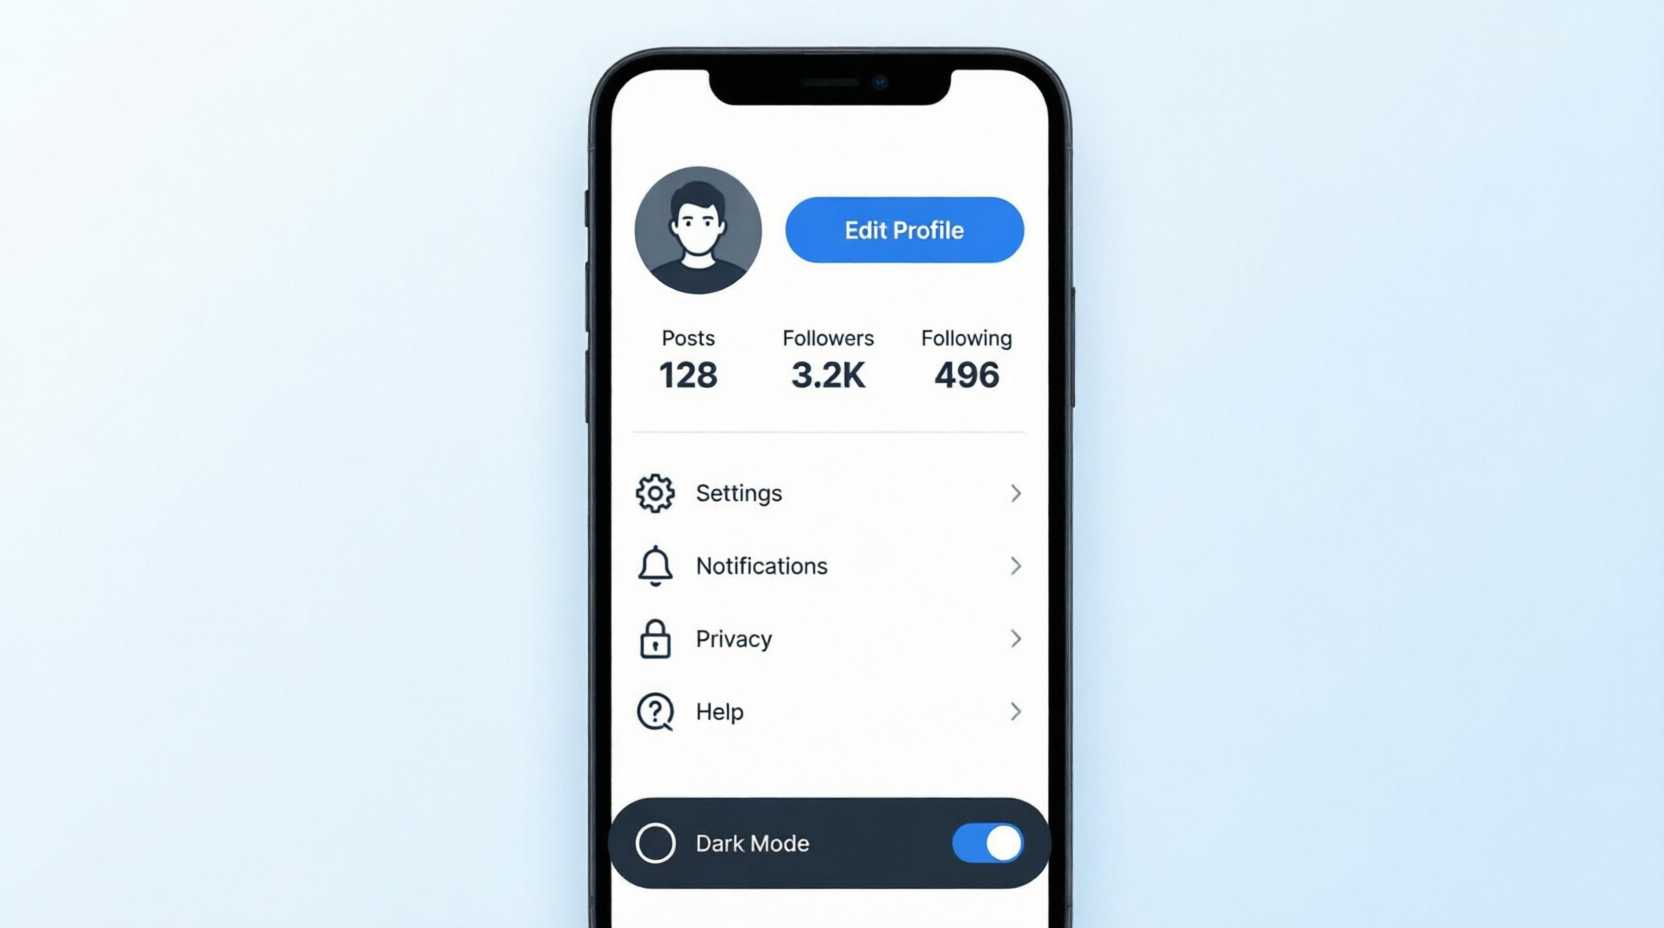 Edit Profile
Posts Followers Following
128 3.2K 496
Settings
Notifications
Privacy
Help
Dark Mode